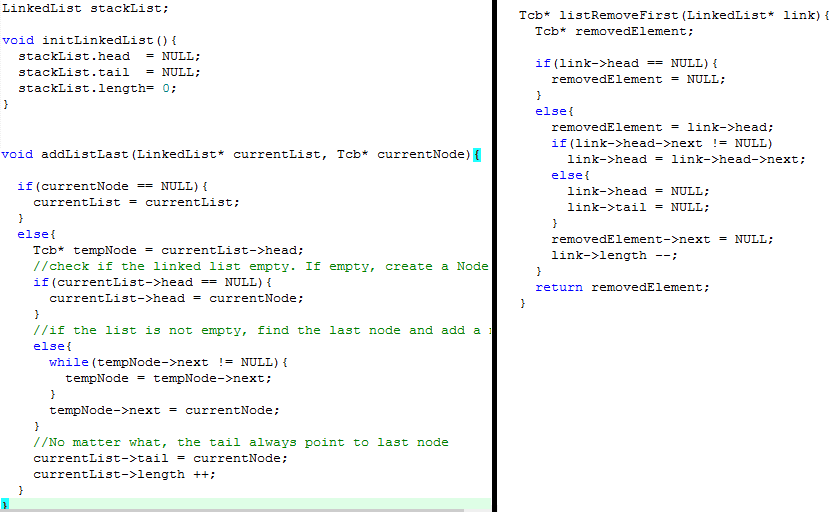 LinkedList stackList;
void initLinkedList(){
  stackList.head  = NULL;
  stackList.tail  = NULL;
  stackList.length= 0;
}
void addListLast(LinkedList* currentList, Tcb* currentNode){
  if(currentNode == NULL){
    currentList = currentList;
  }
  else{
    Tcb* tempNode = currentList->head;
    //check if the linked list empty. If empty, create a Node
    if(currentList->head == NULL){
      currentList->head = currentNode;
    }
    //if the list is not empty, find the last node and add a
    else{
      while(tempNode->next != NULL){
        tempNode = tempNode->next;
      }
      tempNode->next = currentNode;
    }
    //No matter what, the tail always point to last node
    currentList->tail = currentNode;
    currentList->length ++;
  }
}
Tcb* listRemoveFirst(LinkedList* link){
  Tcb* removedElement;
  if(link->head == NULL){
    removedElement = NULL;
  }
  else{
    removedElement = link->head;
    if(link->head->next != NULL)
      link->head = link->head->next;
    else{
      link->head = NULL;
      link->tail = NULL;
    }
    removedElement->next = NULL;
    link->length --;
  }
  return removedElement;
}